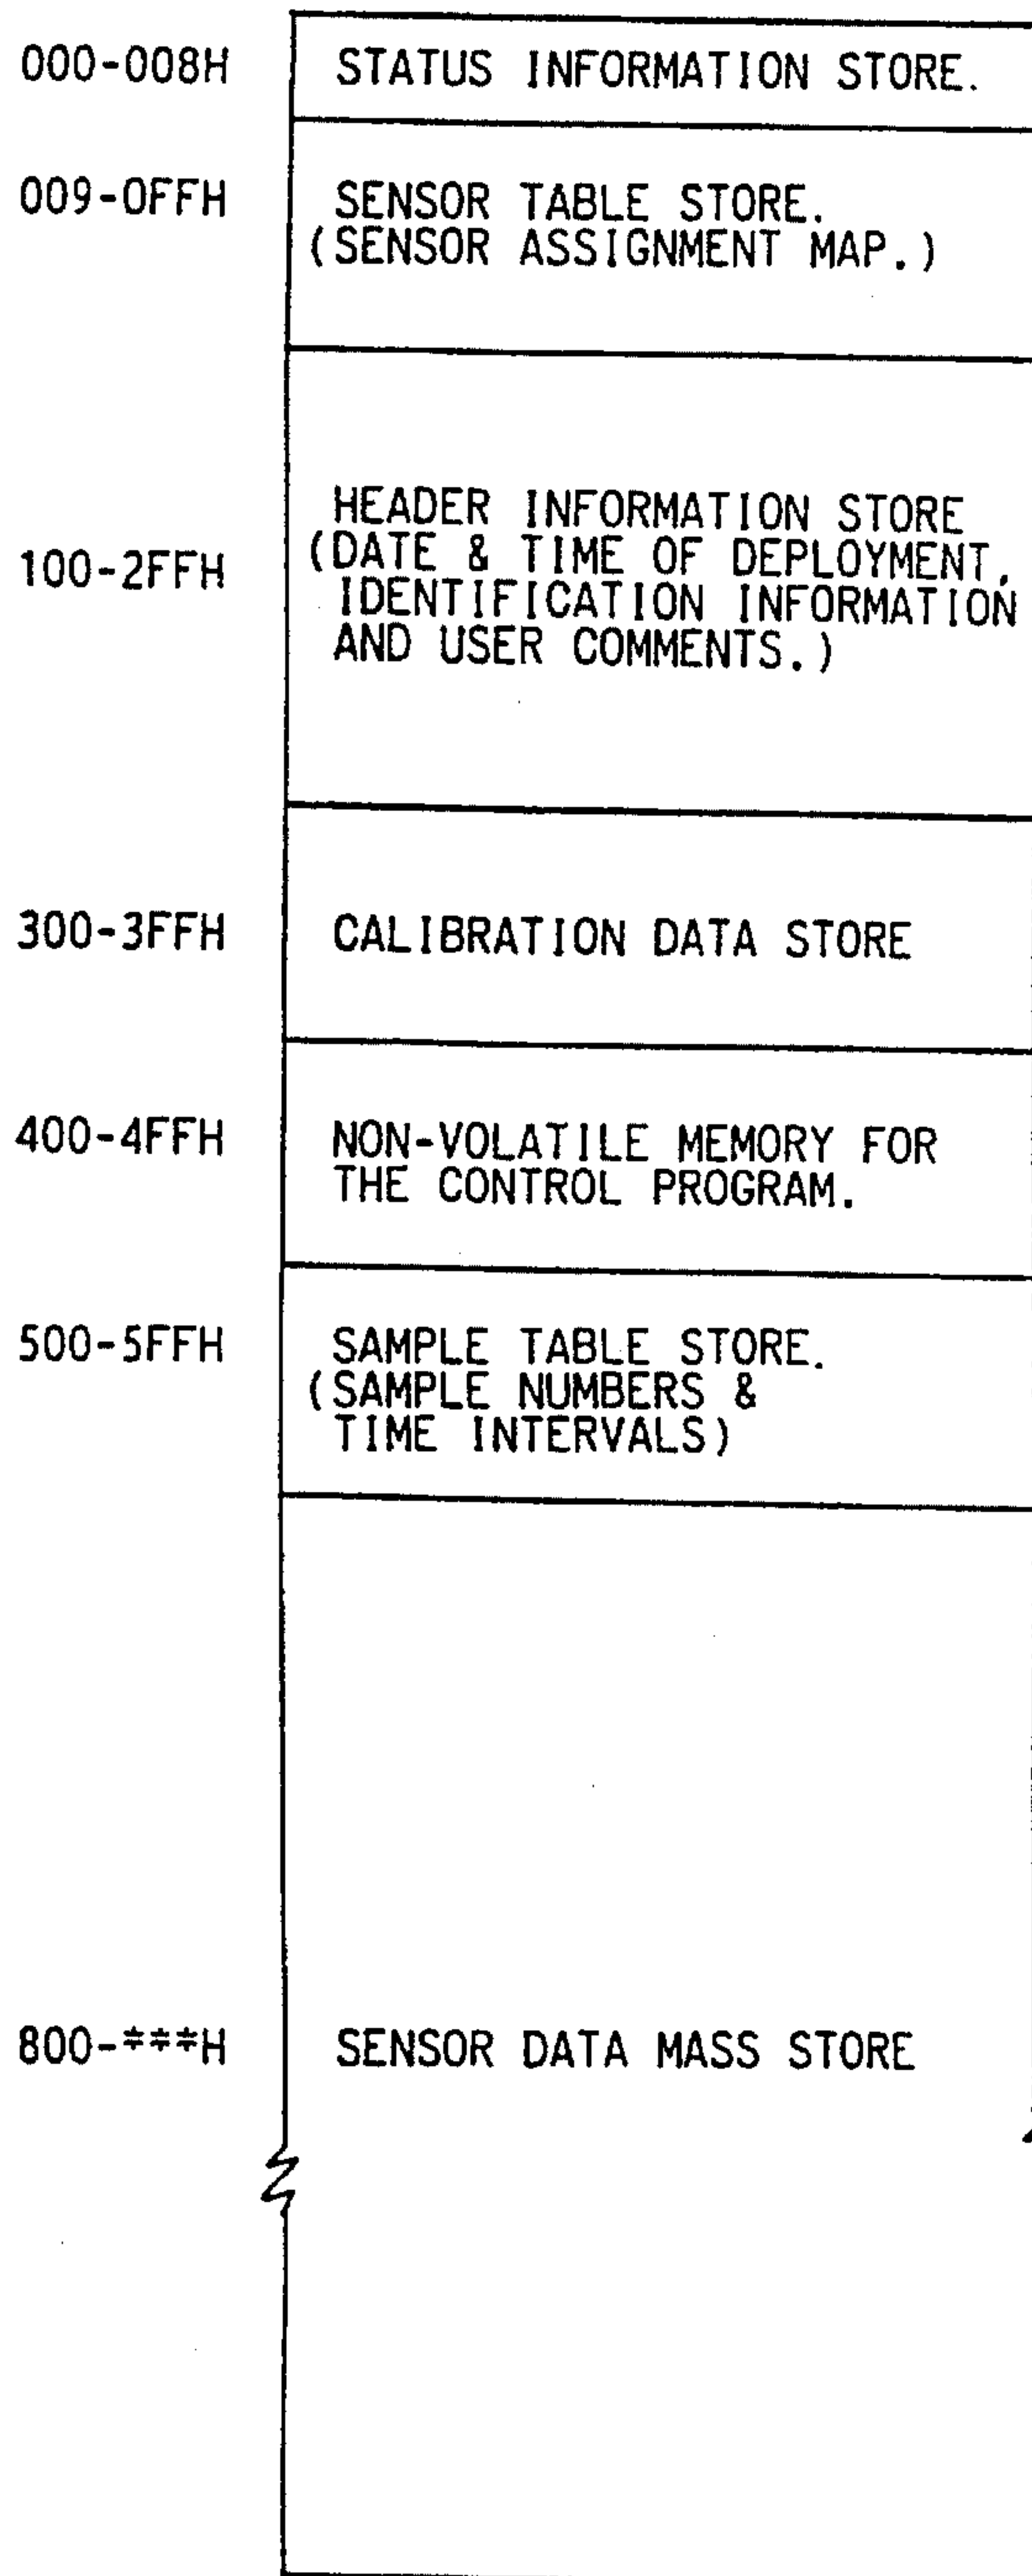 000-008H STATUS INFORMATION STORE.
009-0FFH SENSOR TABLE STORE.
(SENSOR ASSIGNMENT MAP.)
HEADER INFORMATION STORE
100-2FFH (DATE & TIME OF DEPLOYMENT,
IDENTIFICATION INFORMATION
AND USER COMMENTS.)
300-3FFH CALIBRATION DATA STORE
400-4FFH NON-VOLATILE MEMORY FOR
THE CONTROL PROGRAM.
500-5FFH SAMPLE TABLE STORE.
(SAMPLE NUMBERS &
TIME INTERVALS)
800-***H SENSOR DATA MASS STORE